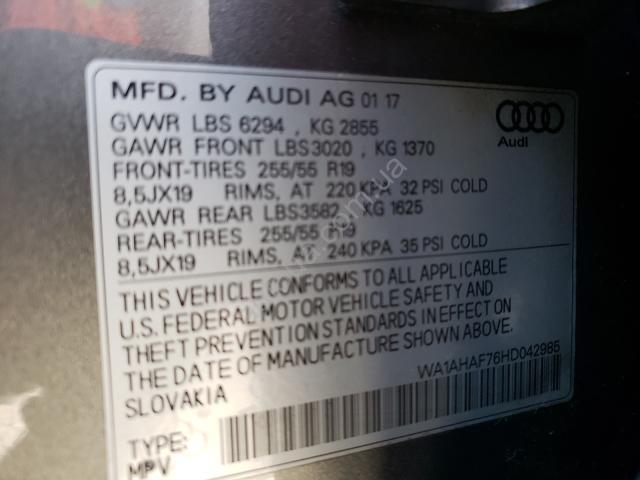 MFD. BY AUDI AG 01 17
GVWR LBS 6294 , KG 2855
GAWR FRONT LBS3020 , KG 1370
FRONT-TIRES 255/55 R19
8,5JX19 RIMS, AT 220 KPA 32 PSI COLD
GAWR REAR LBS3582 , KG 1625
REAR-TIRES 255/55 R19
8,5JX19 RIMS, AT 240 KPA 35 PSI COLD
Audi
THIS VEHICLE CONFORMS TO ALL APPLICABLE
U.S. FEDERAL MOTOR VEHICLE SAFETY AND
THEFT PREVENTION STANDARDS IN EFFECT ON
THE DATE OF MANUFACTURE SHOWN ABOVE.
SLOVAKIA
WA1AHAF76HD042985
TYPE:
MPV